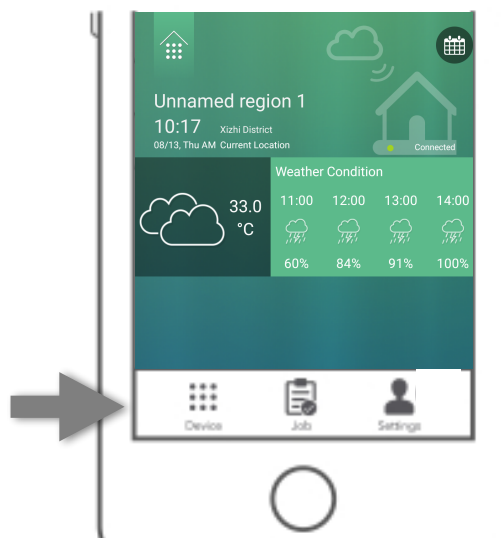 Unnamed region 1
10:17 Xizhi District
08/13, Thu AM Current Location
Connected
Weather Condition
33.0 °C
11:00 12:00 13:00 14:00
60% 84% 91% 100%
Device Job Settings